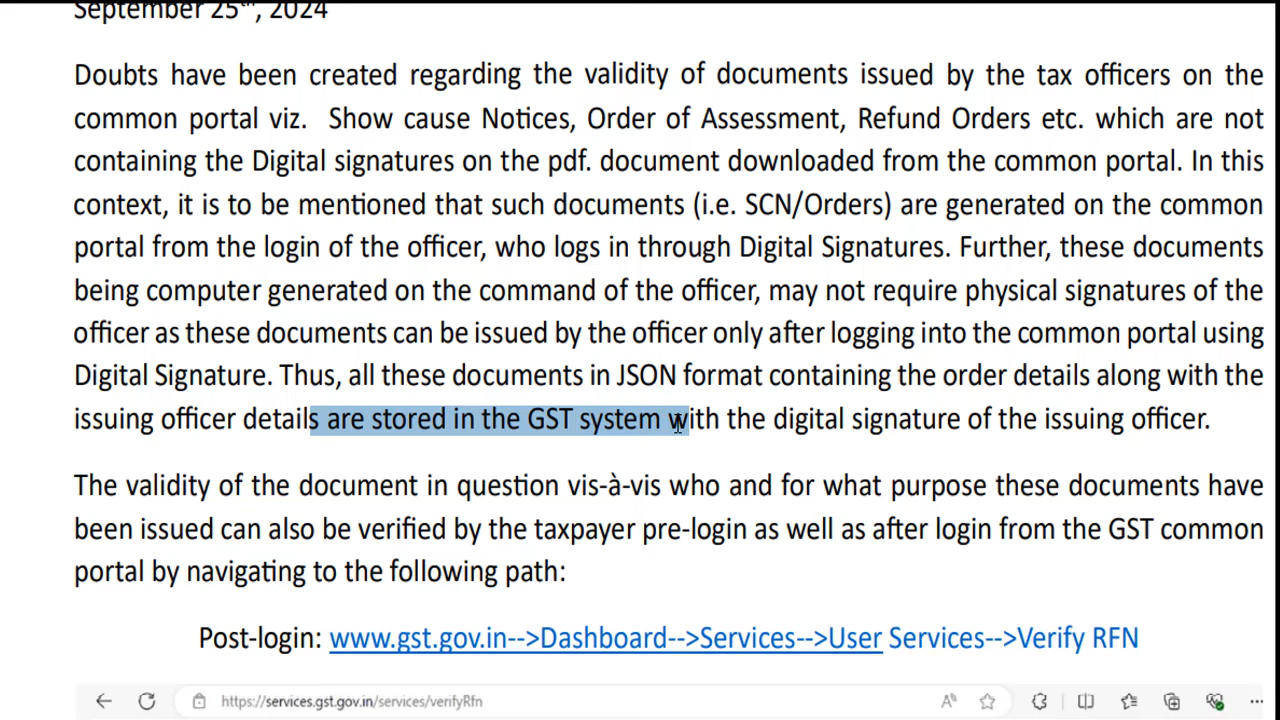 September 25th, 2024
Doubts have been created regarding the validity of documents issued by the tax officers on the
common portal viz. Show cause Notices, Order of Assessment, Refund Orders etc. which are not
containing the Digital signatures on the pdf. document downloaded from the common portal. In this
context, it is to be mentioned that such documents (i.e. SCN/Orders) are generated on the common
portal from the login of the officer, who logs in through Digital Signatures. Further, these documents
being computer generated on the command of the officer, may not require physical signatures of the
officer as these documents can be issued by the officer only after logging into the common portal using
Digital Signature. Thus, all these documents in JSON format containing the order details along with the
issuing officer details are stored in the GST system with the digital signature of the issuing officer.
The validity of the document in question vis-à-vis who and for what purpose these documents have
been issued can also be verified by the taxpayer pre-login as well as after login from the GST common
portal by navigating to the following path:
Post-login: www.gst.gov.in-->Dashboard-->Services-->User Services-->Verify RFN
https://services.gst.gov.in/services/verifyRfn